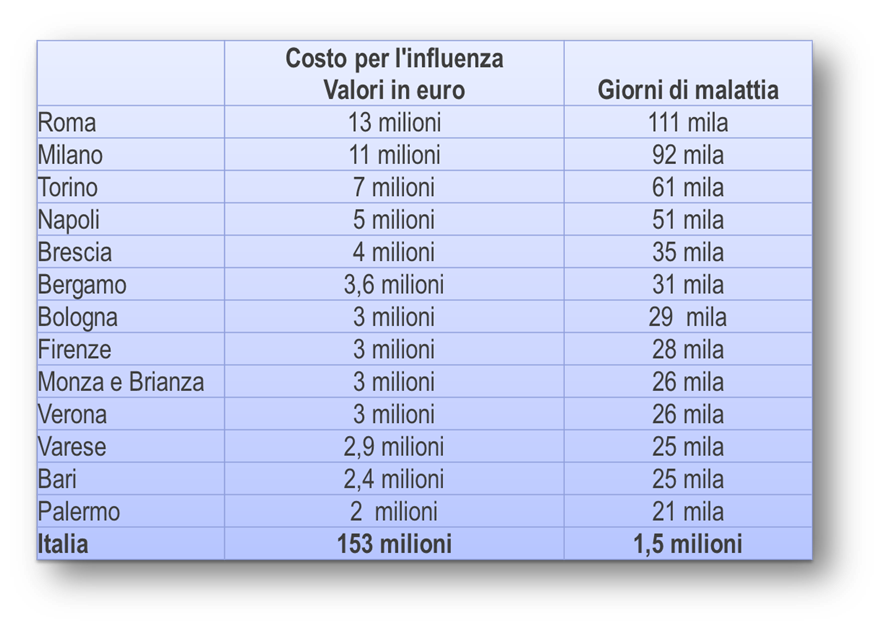 Costo per l'influenza
Valori in euro Giorni di malattia
Roma 13 milioni 111 mila
Milano 11 milioni 92 mila
Torino 7 milioni 61 mila
Napoli 5 milioni 51 mila
Brescia 4 milioni 35 mila
Bergamo 3,6 milioni 31 mila
Bologna 3 milioni 29 mila
Firenze 3 milioni 28 mila
Monza e Brianza 3 milioni 26 mila
Verona 3 milioni 26 mila
Varese 2,9 milioni 25 mila
Bari 2,4 milioni 25 mila
Palermo 2 milioni 21 mila
Italia 153 milioni 1,5 milioni